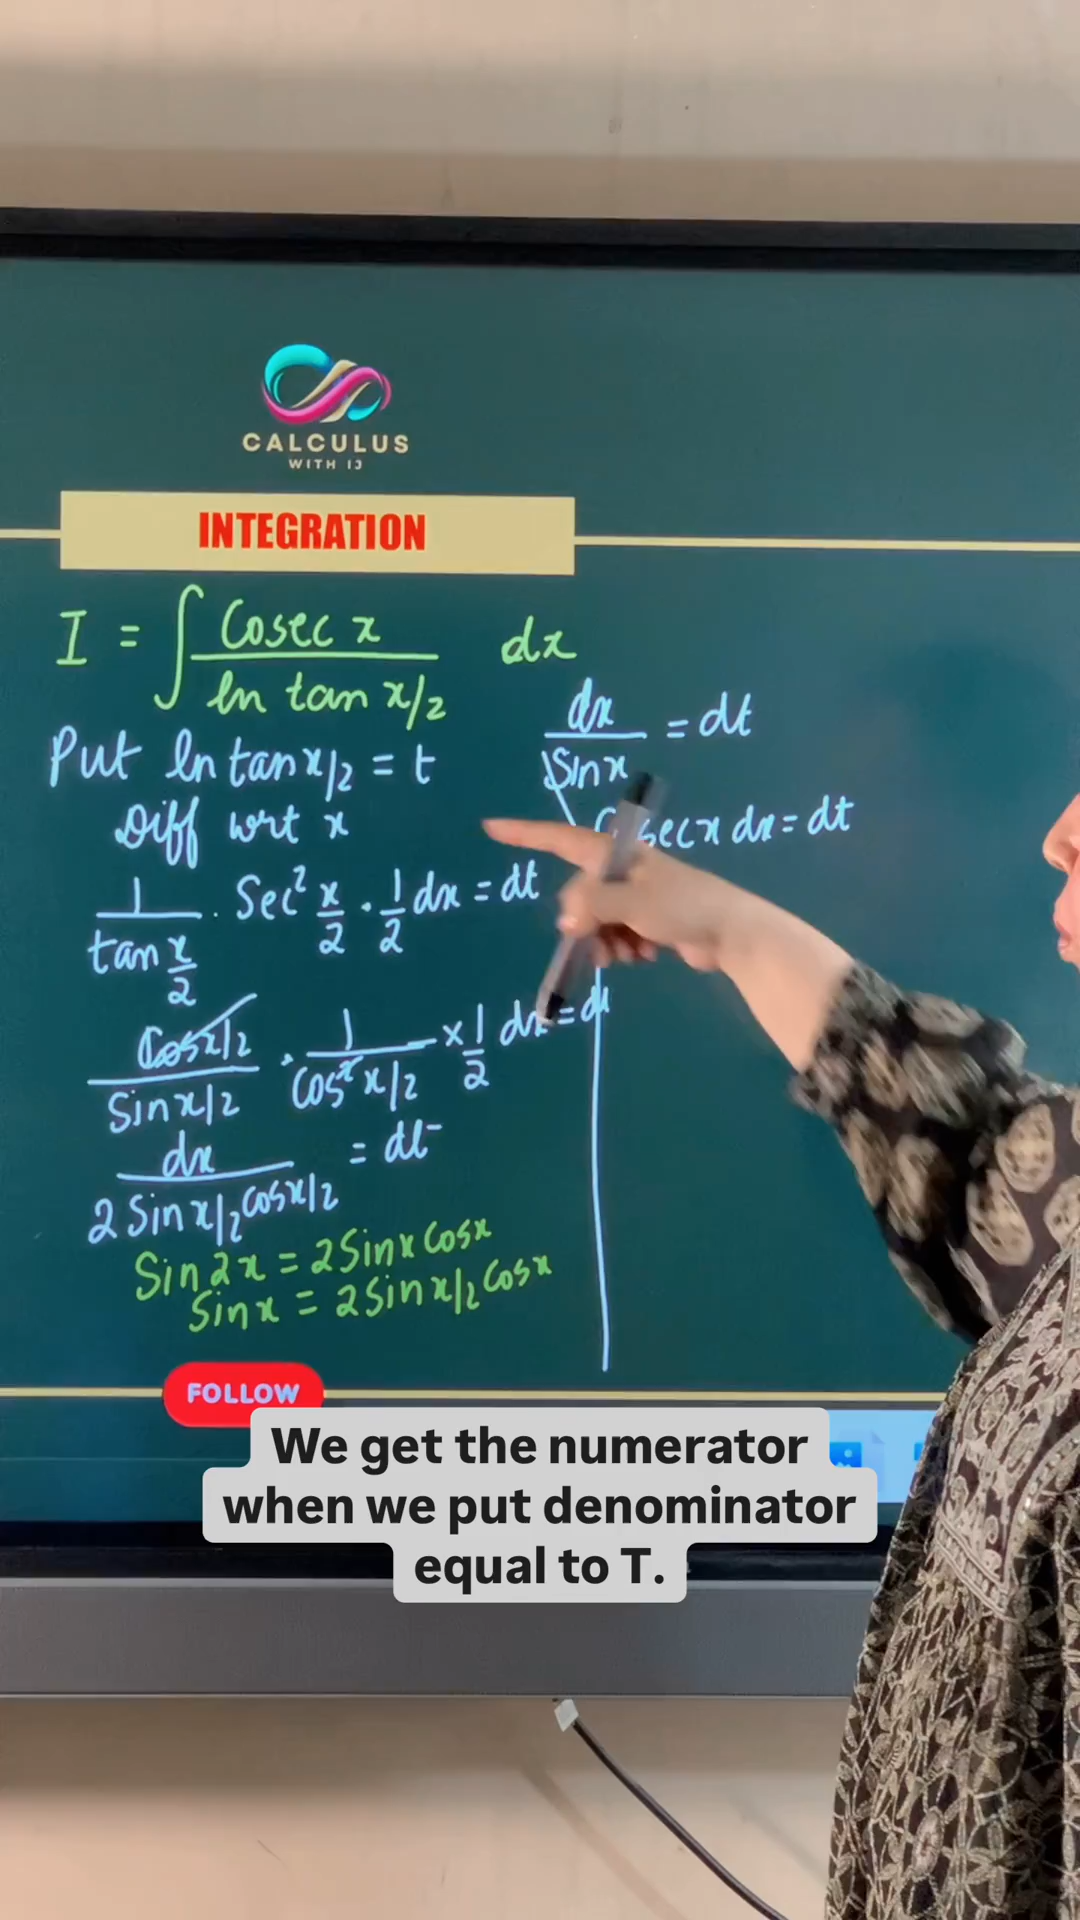 CALCULUS
WITH IJ
INTEGRATION
I = ∫ Cosec x / ln tan x/2 dx
Put ln tan x/2 = t
Diff wrt x
1 / tan x/2 . Sec² x/2 . 1/2 dx = dt
Cos x/2 / Sin x/2 . 1 / Cos² x/2 × 1/2 dx =
dx / 2 Sin x/2 Cos x/2 = dt
Sin 2x = 2 Sin x Cos x
Sin x = 2 Sin x/2 Cos x
dx / Sin x = dt
sec x dx = dt
FOLLOW
We get the numerator
when we put denominator
equal to T.